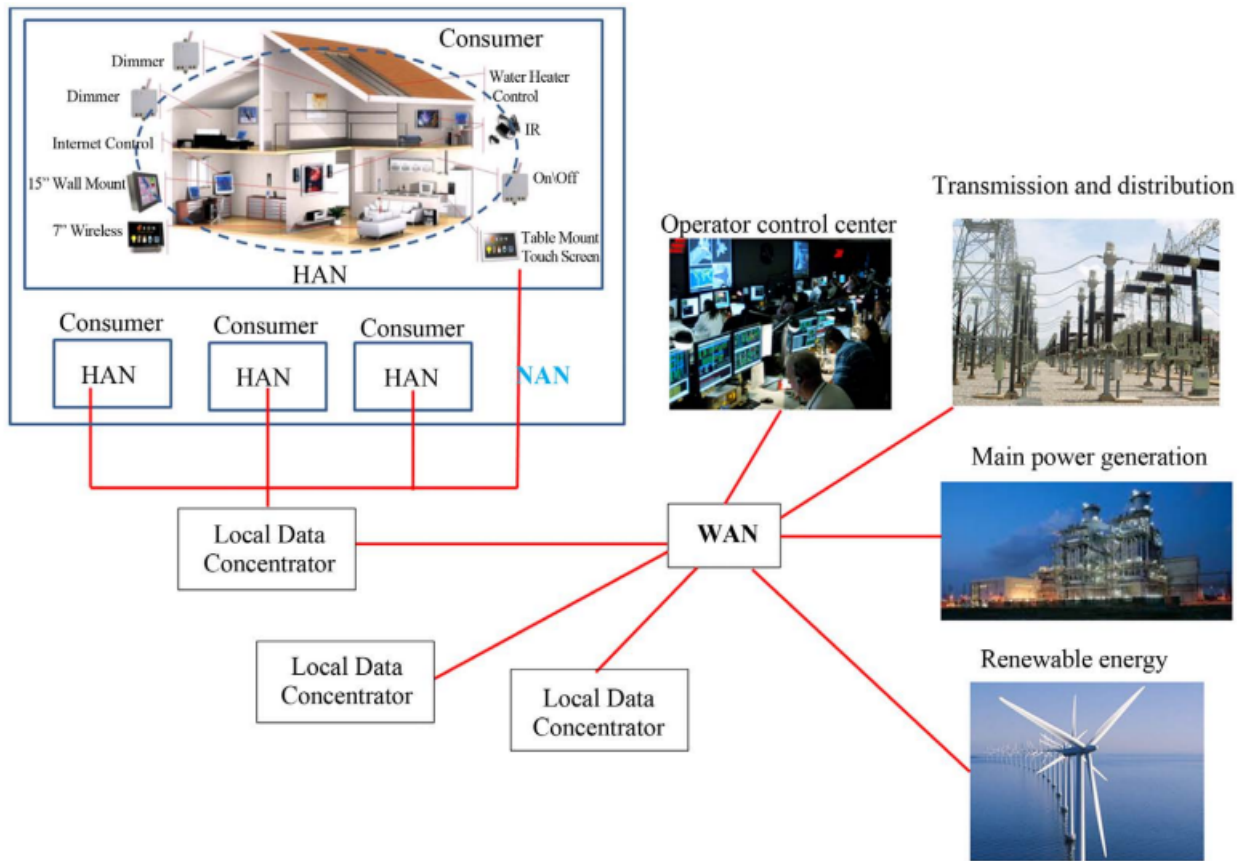 Consumer
Dimmer
Dimmer
Water Heater
Control
IR
Internet Control
15” Wall Mount
On\Off
7” Wireless
Table Mount
Touch Screen
HAN
Consumer
HAN
Consumer
HAN
Consumer
HAN
NAN
Operator control center
Transmission and distribution
Main power generation
Renewable energy
WAN
Local Data
Concentrator
Local Data
Concentrator
Local Data
Concentrator